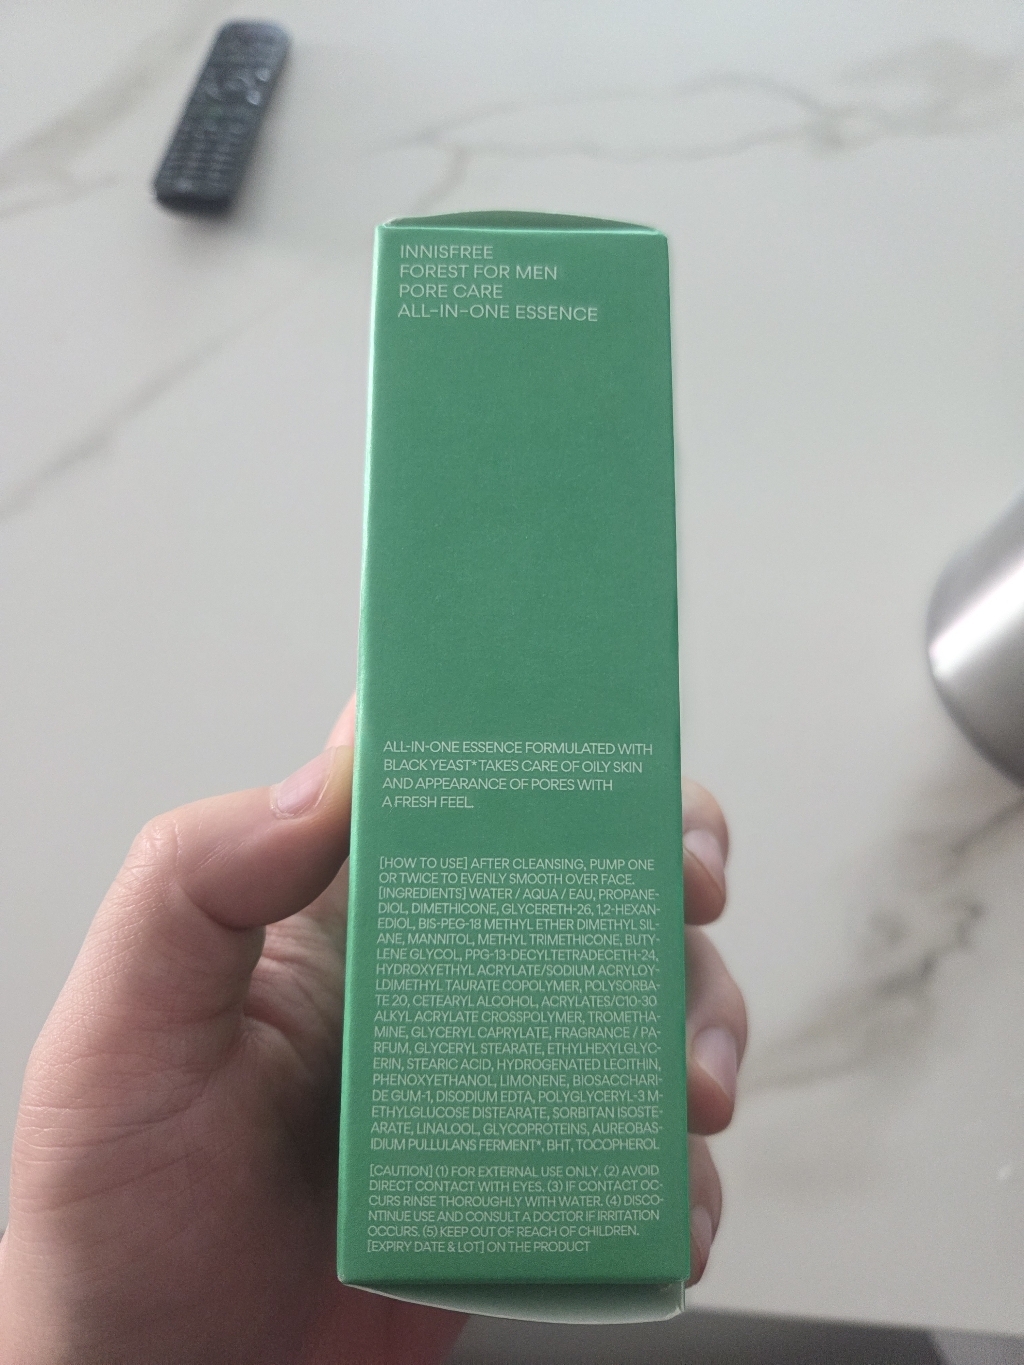 INNISFREE
FOREST FOR MEN
PORE CARE
ALL-IN-ONE ESSENCE
ALL-IN-ONE ESSENCE FORMULATED WITH
BLACK YEAST* TAKES CARE OF OILY SKIN
AND APPEARANCE OF PORES WITH
A FRESH FEEL.
[HOW TO USE] AFTER CLEANSING, PUMP ONE
OR TWICE TO EVENLY SMOOTH OVER FACE.
[INGREDIENTS] WATER / AQUA / EAU, PROPANE-
DIOL, DIMETHICONE, GLYCERETH-26, 1,2-HEXAN-
EDIOL, BIS-PEG-18 METHYL ETHER DIMETHYL SIL-
ANE, MANNITOL, METHYL TRIMETHICONE, BUTY-
LENE GLYCOL, PPG-13-DECYLTETRADECETH-24,
HYDROXYETHYL ACRYLATE/SODIUM ACRYLOY-
LDIMETHYL TAURATE COPOLYMER, POLYSORBA-
TE 20, CETEARYL ALCOHOL, ACRYLATES/C10-30
ALKYL ACRYLATE CROSSPOLYMER, TROMETHA-
MINE, GLYCERYL CAPRYLATE, FRAGRANCE / PA-
RFUM, GLYCERYL STEARATE, ETHYLHEXYLGLYC-
ERIN, STEARIC ACID, HYDROGENATED LECITHIN,
PHENOXYETHANOL, LIMONENE, BIOSACCHARI-
DE GUM-1, DISODIUM EDTA, POLYGLYCERYL-3 M-
ETHYLGLUCOSE DISTEARATE, SORBITAN ISOSTE-
ARATE, LINALOOL, GLYCOPROTEINS, AUREOBAS-
IDIUM PULLULANS FERMENT*, BHT, TOCOPHEROL
[CAUTION] (1) FOR EXTERNAL USE ONLY. (2) AVOID
DIRECT CONTACT WITH EYES. (3) IF CONTACT OC-
CURS RINSE THOROUGHLY WITH WATER. (4) DISCO-
NTINUE USE AND CONSULT A DOCTOR IF IRRITATION
OCCURS. (5) KEEP OUT OF REACH OF CHILDREN.
[EXPIRY DATE & LOT] ON THE PRODUCT